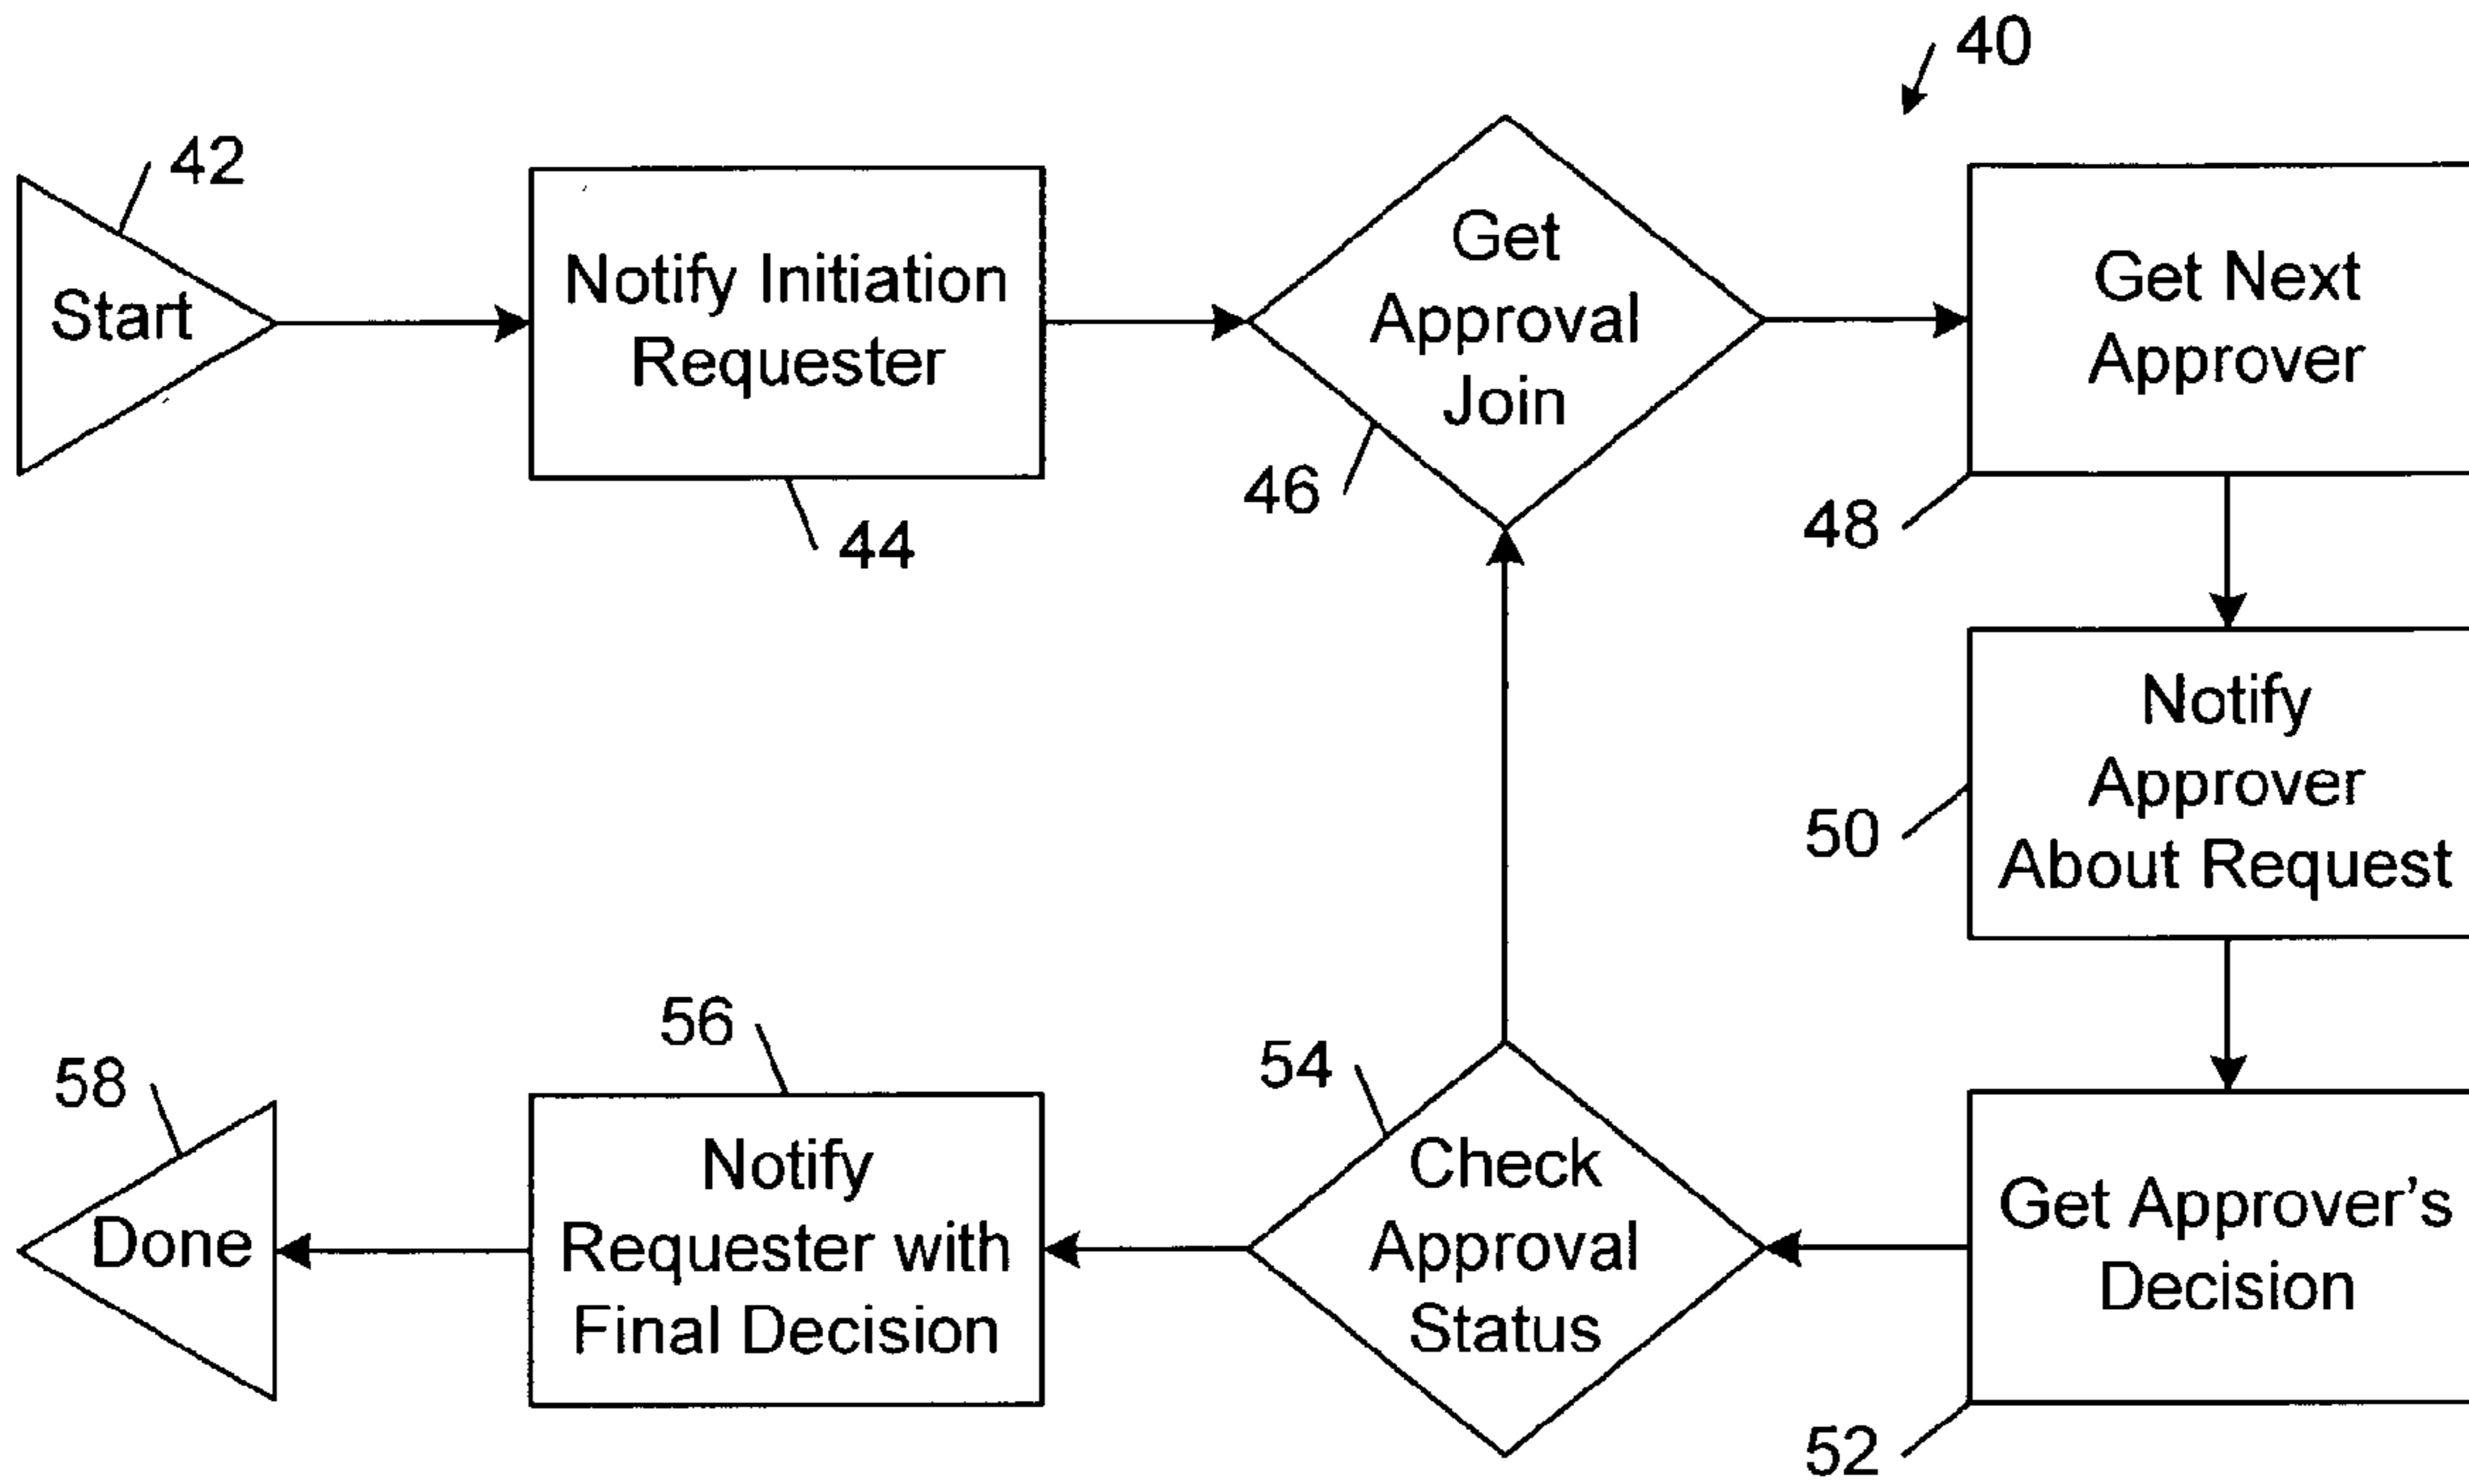 40
42
Start
Notify Initiation
Requester
44
Get
Approval
Join
46
Get Next
Approver
48
Notify
Approver
About Request
50
Get Approver's
Decision
52
Check
Approval
Status
54
Notify
Requester with
Final Decision
56
Done
58